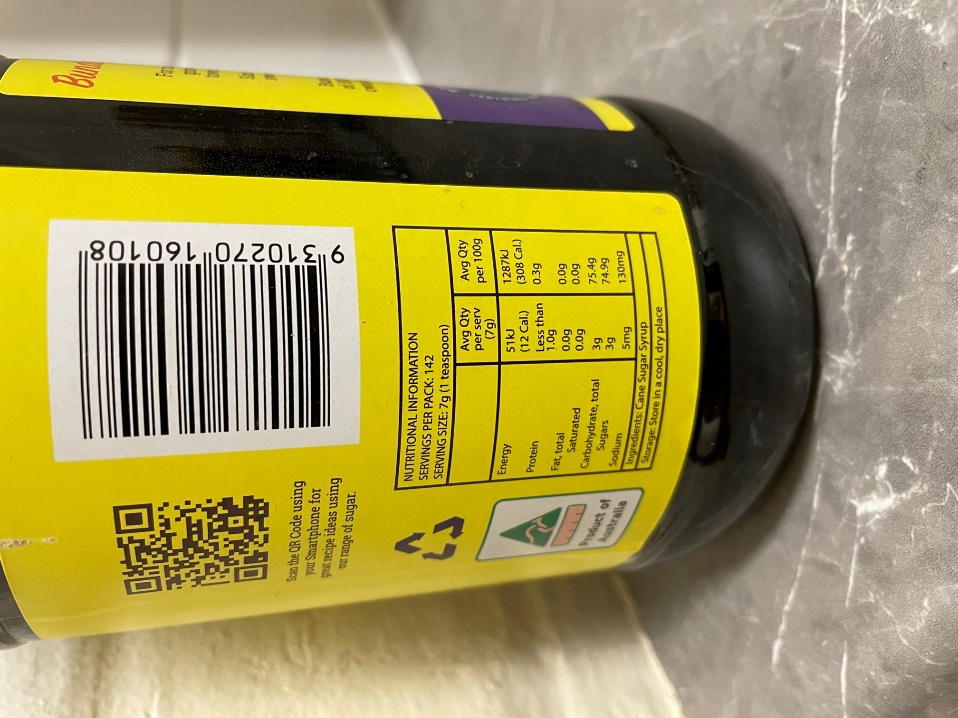 Bun
9 310270 160108
Scan the QR Code using
your Smartphone for
great recipe ideas using
our range of sugar.
NUTRITIONAL INFORMATION
SERVINGS PER PACK: 142
SERVING SIZE: 7g (1 teaspoon)
Avg Qty per serv (7g) Avg Qty per 100g
Energy 51kJ 1287kJ
(12 Cal.) (308 Cal.)
Protein Less than 1.0g 0.3g
Fat, total 0.0g 0.0g
Saturated 0.0g 0.0g
Carbohydrate, total 3g 75.4g
Sugars 3g 74.9g
Sodium 5mg 130mg
Ingredients: Cane Sugar Syrup
Storage: Store in a cool, dry place
Product of
Australia